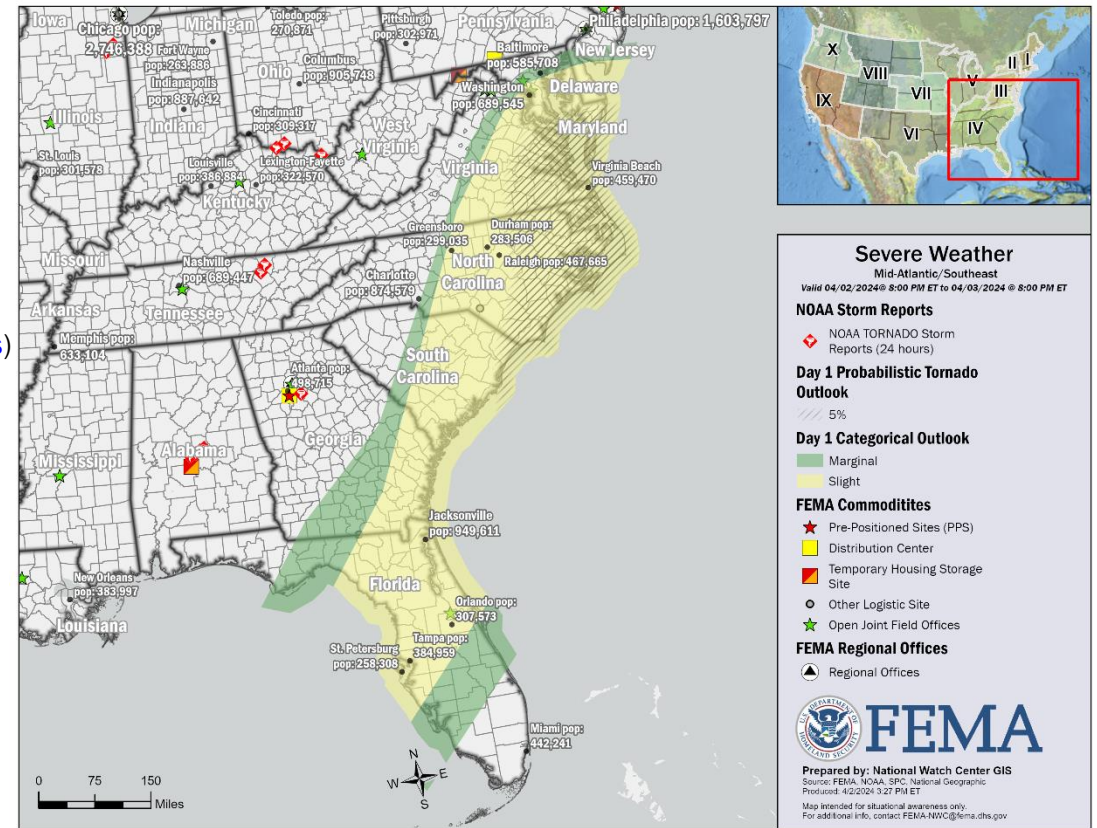 Iowa
Chicago pop:
2,746,388
Michigan
Toledo pop:
270,871
Pittsburgh
pop: 302,971
Pennsylvania
Philadelphia pop: 1,603,797
Fort Wayne
pop: 263,886
Indianapolis
pop: 887,642
Ohio
Columbus
pop: 905,748
Baltimore
pop: 585,708
New Jersey
Washington
pop: 689,545
Delaware
Maryland
Illinois
Indiana
Cincinnati
pop: 309,317
West
Virginia
St. Louis
pop: 301,578
Louisville
pop: 386,884
Lexington-Fayette
pop: 322,570
Kentucky
Virginia
Virginia Beach
pop: 459,470
Missouri
Nashville
pop: 689,447
Greensboro
pop: 299,035
Durham pop:
283,506
Raleigh pop: 467,665
North
Carolina
Charlotte
pop: 874,579
Arkansas
Tennessee
Memphis pop:
633,104
s)
South
Carolina
Atlanta pop:
498,715
Georgia
Alabama
Mississippi
Jacksonville
pop: 949,611
New Orleans
pop: 383,997
Louisiana
Florida
Orlando pop:
307,573
Tampa pop:
384,959
St. Petersburg
pop: 258,308
Miami pop:
442,241
N
W
E
S
0
75
150
Miles
X
VIII
VII
V
II
I
III
IX
VI
IV
Severe Weather
Mid-Atlantic/Southeast
Valid 04/02/2024@ 8:00 PM ET to 04/03/2024 @ 8:00 PM ET
NOAA Storm Reports
NOAA TORNADO Storm
Reports (24 hours)
Day 1 Probabilistic Tornado
Outlook
5%
Day 1 Categorical Outlook
Marginal
Slight
FEMA Commoditites
Pre-Positioned Sites (PPS)
Distribution Center
Temporary Housing Storage
Site
Other Logistic Site
Open Joint Field Offices
FEMA Regional Offices
Regional Offices
U.S. DEPARTMENT OF
HOMELAND SECURITY
FEMA
Prepared by: National Watch Center GIS
Source: FEMA, NOAA, SPC, National Geographic
Produced: 4/2/2024 3:27 PM ET
Map intended for situational awareness only.
For additional info, contact FEMA-NWC@fema.dhs.gov